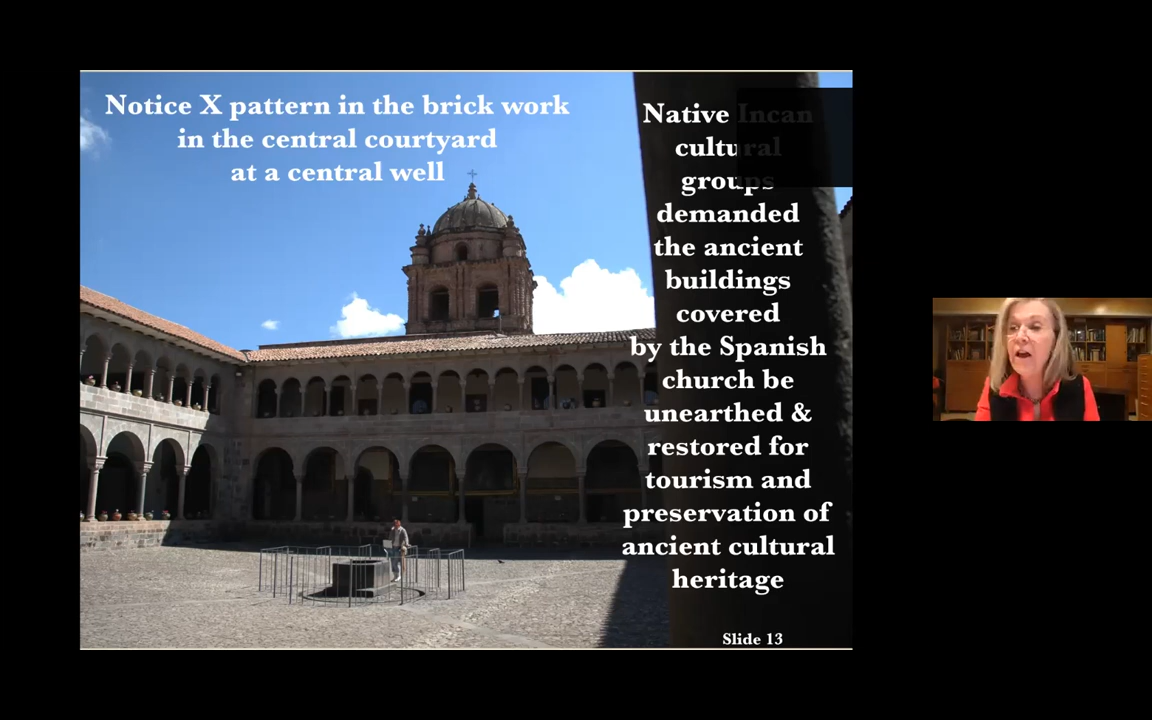 Notice X pattern in the brick work
in the central courtyard
at a central well
Native Incan
cultural
groups
demanded
the ancient
buildings
covered
by the Spanish
church be
unearthed &
restored for
tourism and
preservation of
ancient cultural
heritage
Slide 13